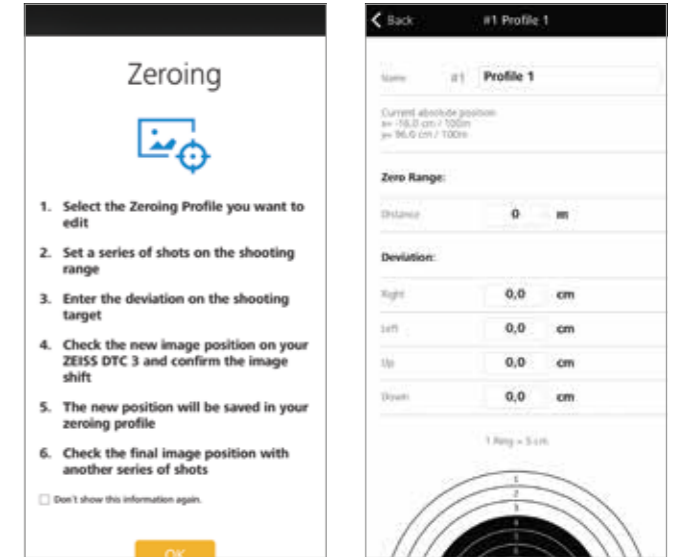 Zeroing
1. Select the Zeroing Profile you want to
edit
2. Set a series of shots on the shooting
range
3. Enter the deviation on the shooting
target
4. Check the new image position on your
ZEISS DTC 3 and confirm the image
shift
5. The new position will be saved in your
zeroing profile
6. Check the final image position with
another series of shots
Don't show this information again.
OK
Back #1 Profile 1
Name #1 Profile 1
Current absolute position
x= -16.0 cm / 100m
y= 96.0 cm / 100m
Zero Range:
Distance 0 m
Deviation:
Right 0,0 cm
Left 0,0 cm
Up 0,0 cm
Down 0,0 cm
1 Ring = 5 cm
1
2
3
4
5